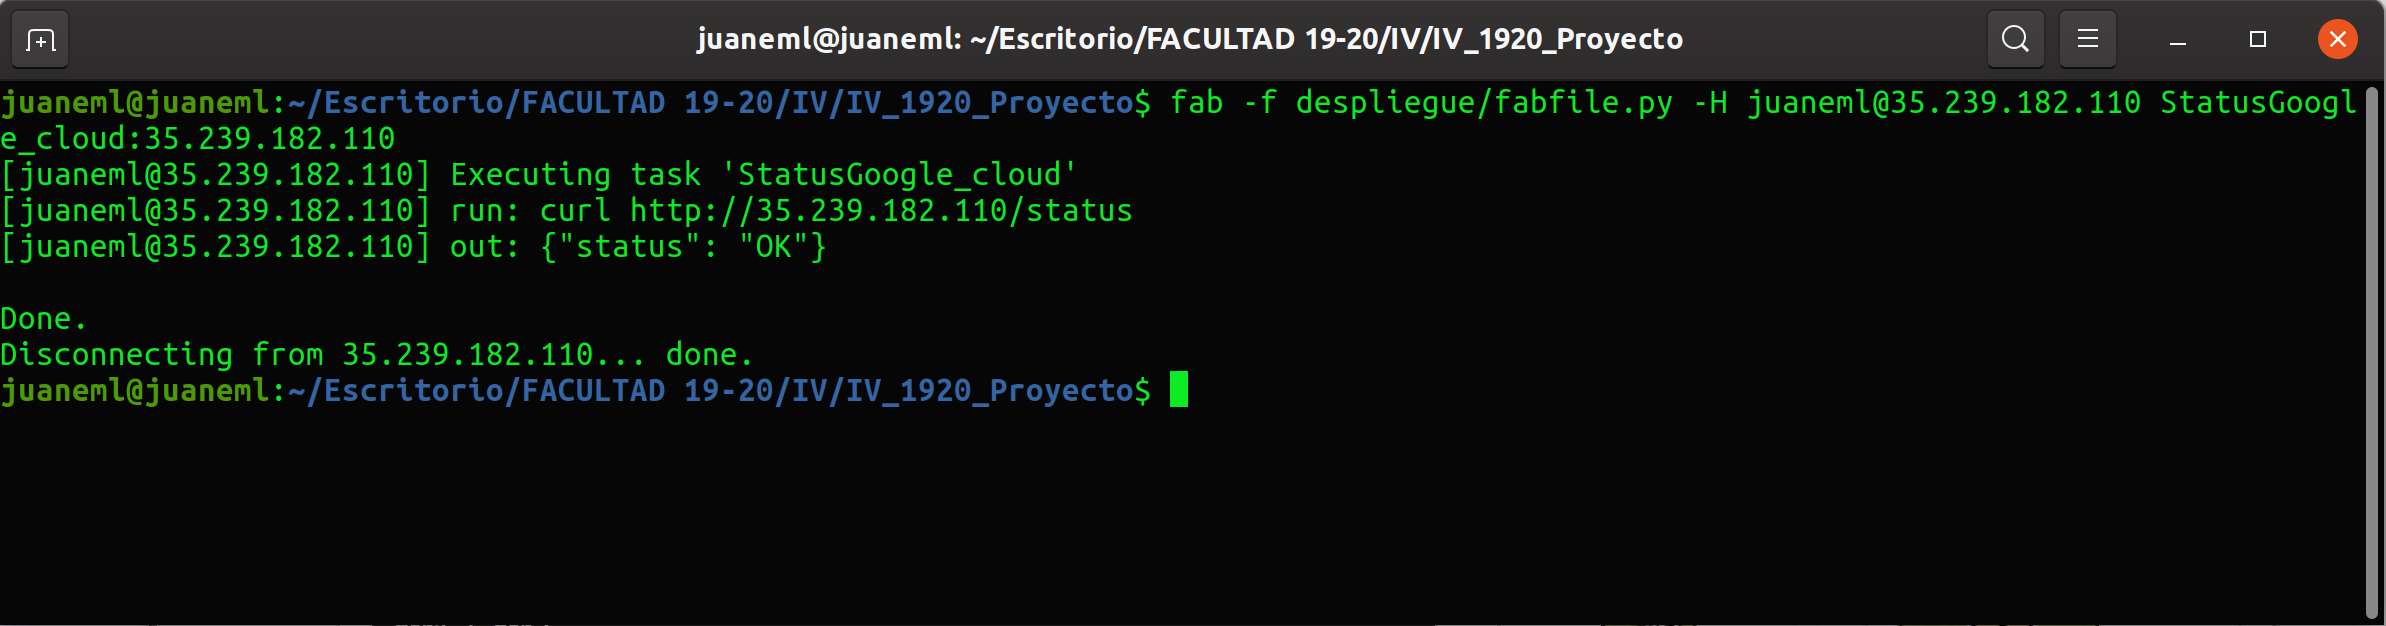 juaneml@juaneml: ~/Escritorio/FACULTAD 19-20/IV/IV_1920_Proyecto
juaneml@juaneml:~/Escritorio/FACULTAD 19-20/IV/IV_1920_Proyecto$ fab -f despliegue/fabfile.py -H juaneml@35.239.182.110 StatusGoogl
e_cloud:35.239.182.110
[juaneml@35.239.182.110] Executing task 'StatusGoogle_cloud'
[juaneml@35.239.182.110] run: curl http://35.239.182.110/status
[juaneml@35.239.182.110] out: {"status": "OK"}
Done.
Disconnecting from 35.239.182.110... done.
juaneml@juaneml:~/Escritorio/FACULTAD 19-20/IV/IV_1920_Proyecto$